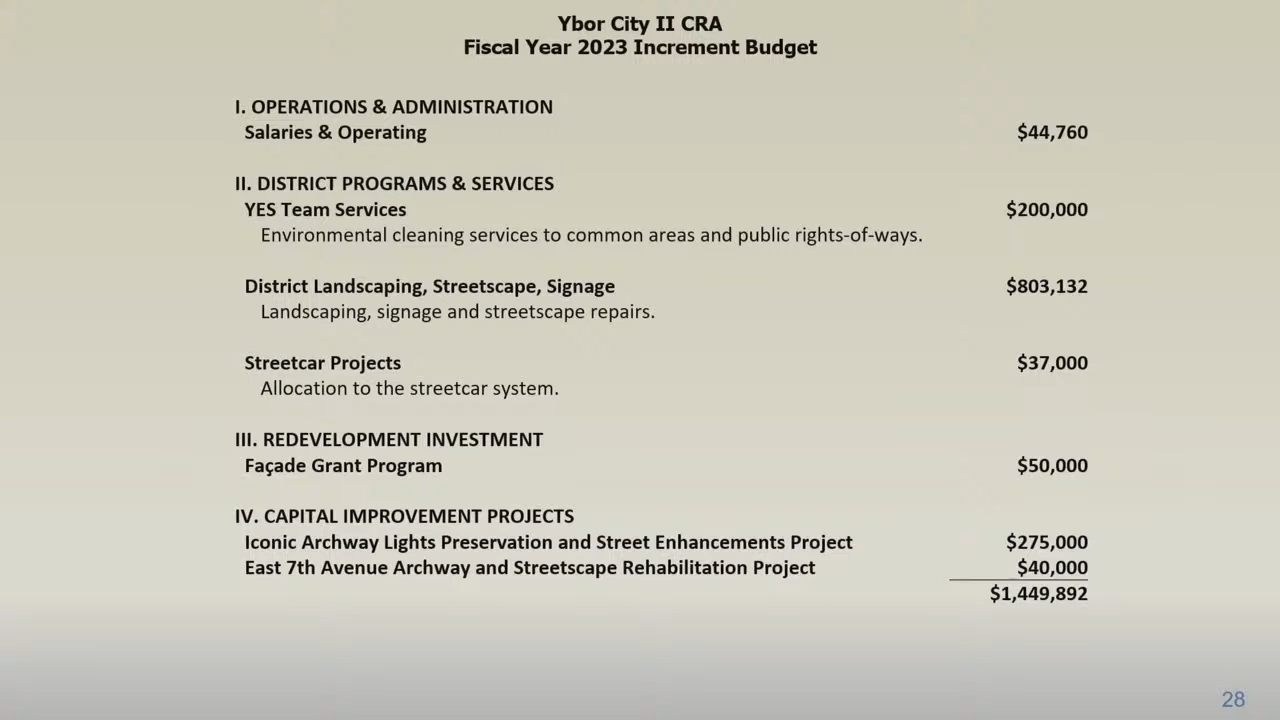 Ybor City II CRA
Fiscal Year 2023 Increment Budget
I. OPERATIONS & ADMINISTRATION
Salaries & Operating $44,760
II. DISTRICT PROGRAMS & SERVICES
YES Team Services $200,000
Environmental cleaning services to common areas and public rights-of-ways.
District Landscaping, Streetscape, Signage $803,132
Landscaping, signage and streetscape repairs.
Streetcar Projects $37,000
Allocation to the streetcar system.
III. REDEVELOPMENT INVESTMENT
Façade Grant Program $50,000
IV. CAPITAL IMPROVEMENT PROJECTS
Iconic Archway Lights Preservation and Street Enhancements Project $275,000
East 7th Avenue Archway and Streetscape Rehabilitation Project $40,000
$1,449,892
28